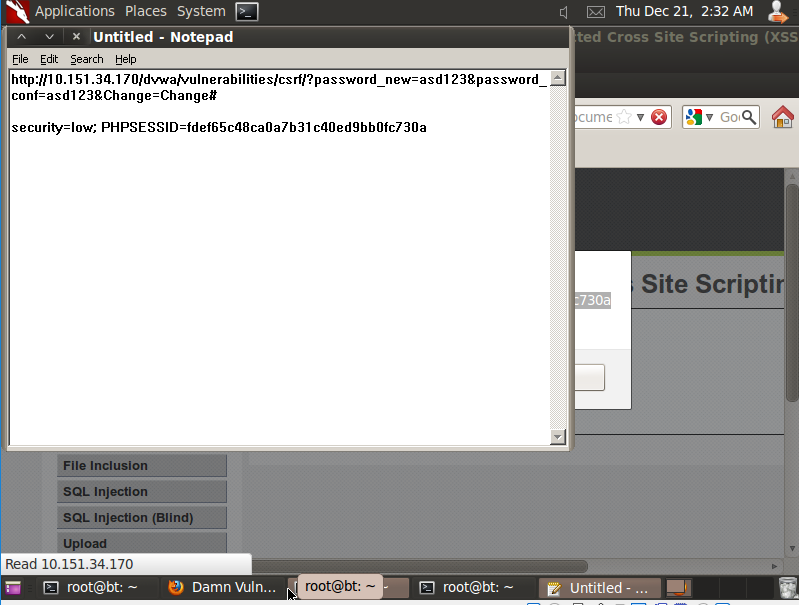 Applications Places System Thu Dec 21, 2:32 AM
Untitled - Notepad
cted Cross Site Scripting (XSS
File Edit Search Help
http://10.151.34.170/dvwa/vulnerabilities/csrf/?password_new=asd123&password_
conf=asd123&Change=Change#
ocume Goo
security=low; PHPSESSID=fdef65c48ca0a7b31c40ed9bb0fc730a
s Site Scriptin
c730a
File Inclusion
SQL Injection
SQL Injection (Blind)
Upload
Read 10.151.34.170
root@bt: ~ Damn Vuln... root@bt: ~ root@bt: ~ Untitled - ...